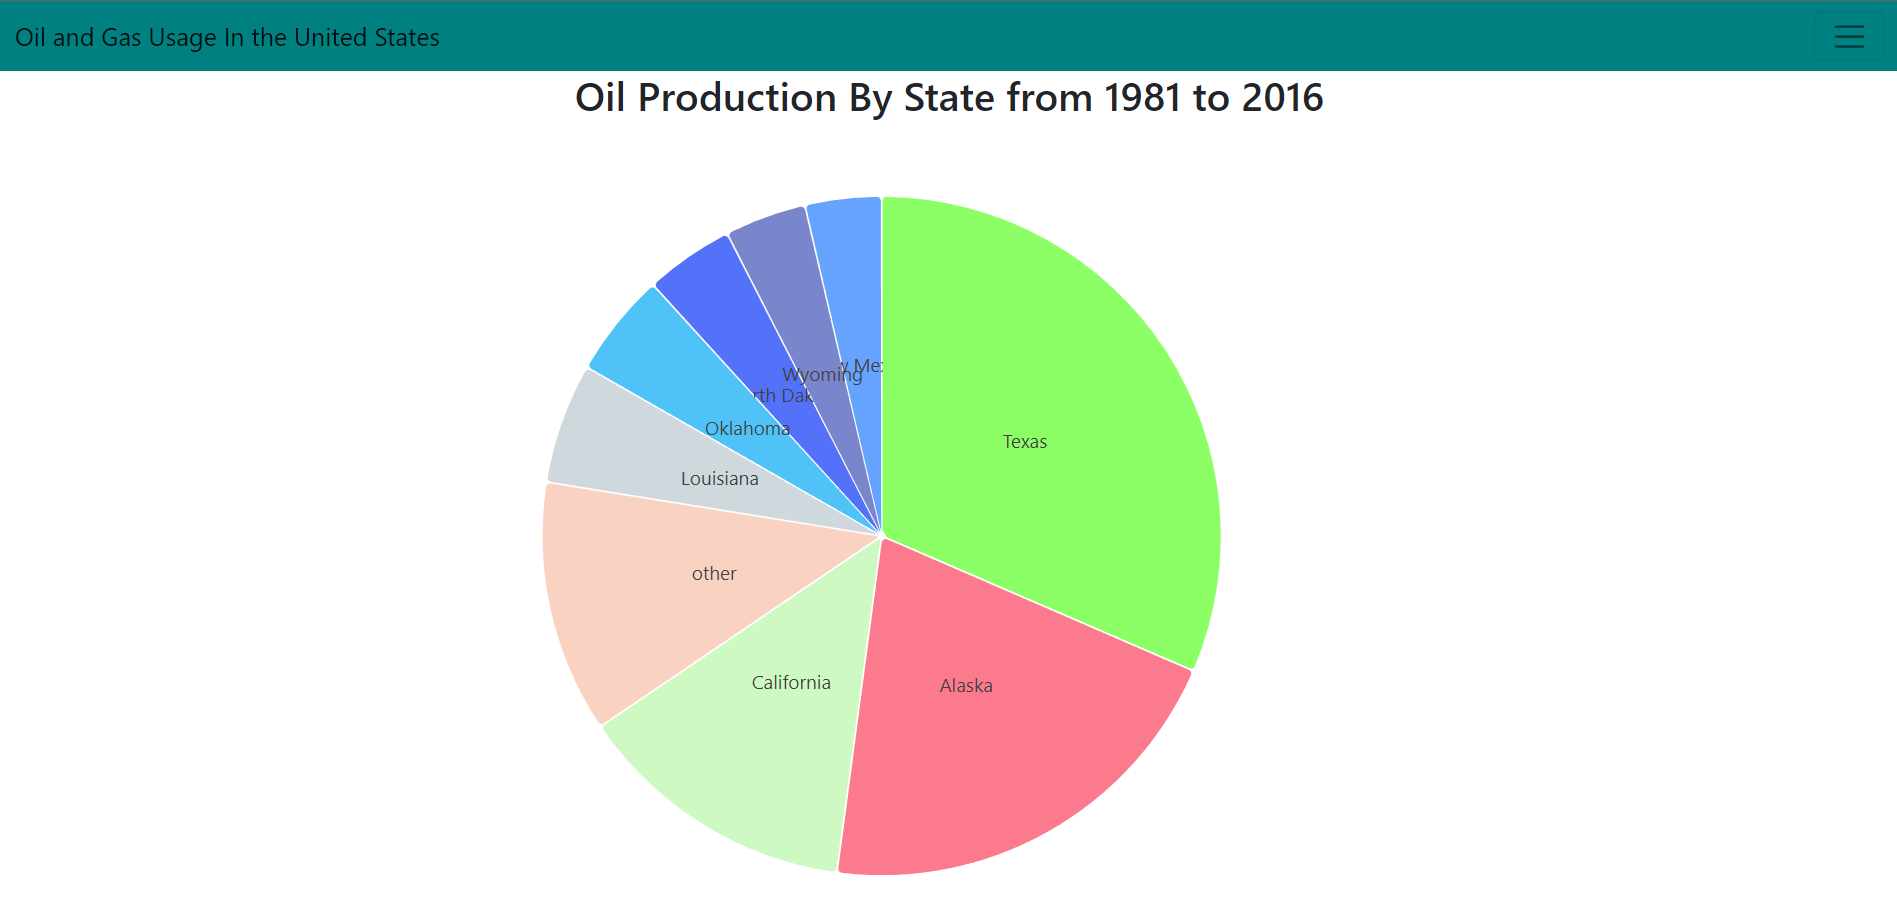 Oil and Gas Usage In the United States
Oil Production By State from 1981 to 2016
Mex
Wyoming
rth Dak
Oklahoma
Texas
Louisiana
other
California
Alaska